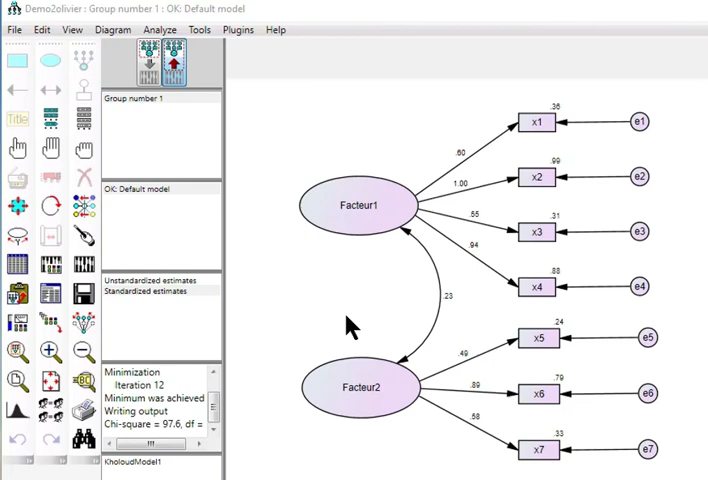 Demo2olivier : Group number 1 : OK: Default model
File Edit View Diagram Analyze Tools Plugins Help
Title
Group number 1
OK: Default model
Unstandardized estimates
Standardized estimates
Minimization
Iteration 12
Minimum was achieved
Writing output
Chi-square = 97.6, df =
KholoudModel1
.36
x1
e1
.60
.99
1.00
x2
e2
Facteur1
.55
.31
x3
e3
.94
.88
x4
e4
.23
.24
x5
e5
.49
.79
Facteur2
.89
x6
e6
.58
.33
x7
e7